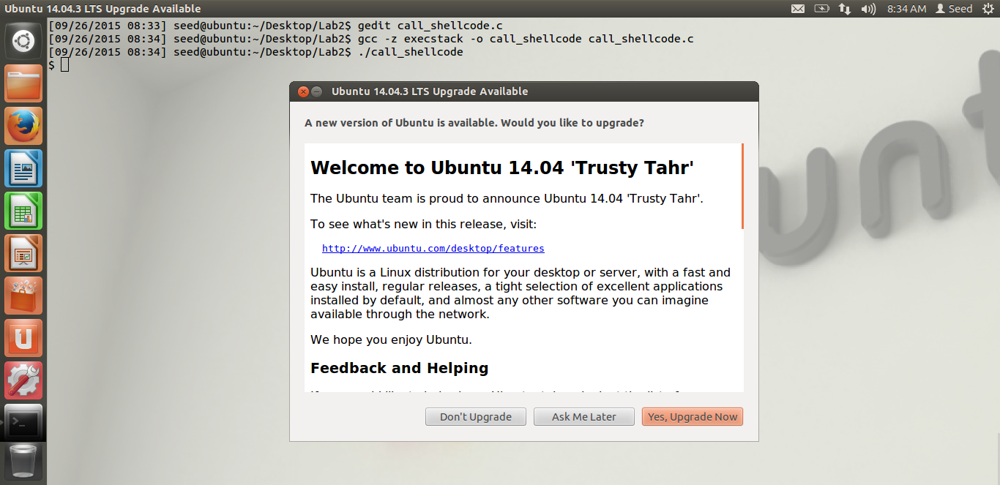 Ubuntu 14.04.3 LTS Upgrade Available
8:34 AM Seed
[09/26/2015 08:33] seed@ubuntu:~/Desktop/Lab2$ gedit call_shellcode.c
[09/26/2015 08:34] seed@ubuntu:~/Desktop/Lab2$ gcc -z execstack -o call_shellcode call_shellcode.c
[09/26/2015 08:34] seed@ubuntu:~/Desktop/Lab2$ ./call_shellcode
$
Ubuntu 14.04.3 LTS Upgrade Available
A new version of Ubuntu is available. Would you like to upgrade?
Welcome to Ubuntu 14.04 'Trusty Tahr'
The Ubuntu team is proud to announce Ubuntu 14.04 'Trusty Tahr'.
To see what's new in this release, visit:
http://www.ubuntu.com/desktop/features
Ubuntu is a Linux distribution for your desktop or server, with a fast and
easy install, regular releases, a tight selection of excellent applications
installed by default, and almost any other software you can imagine
available through the network.
We hope you enjoy Ubuntu.
Feedback and Helping
Don't Upgrade
Ask Me Later
Yes, Upgrade Now